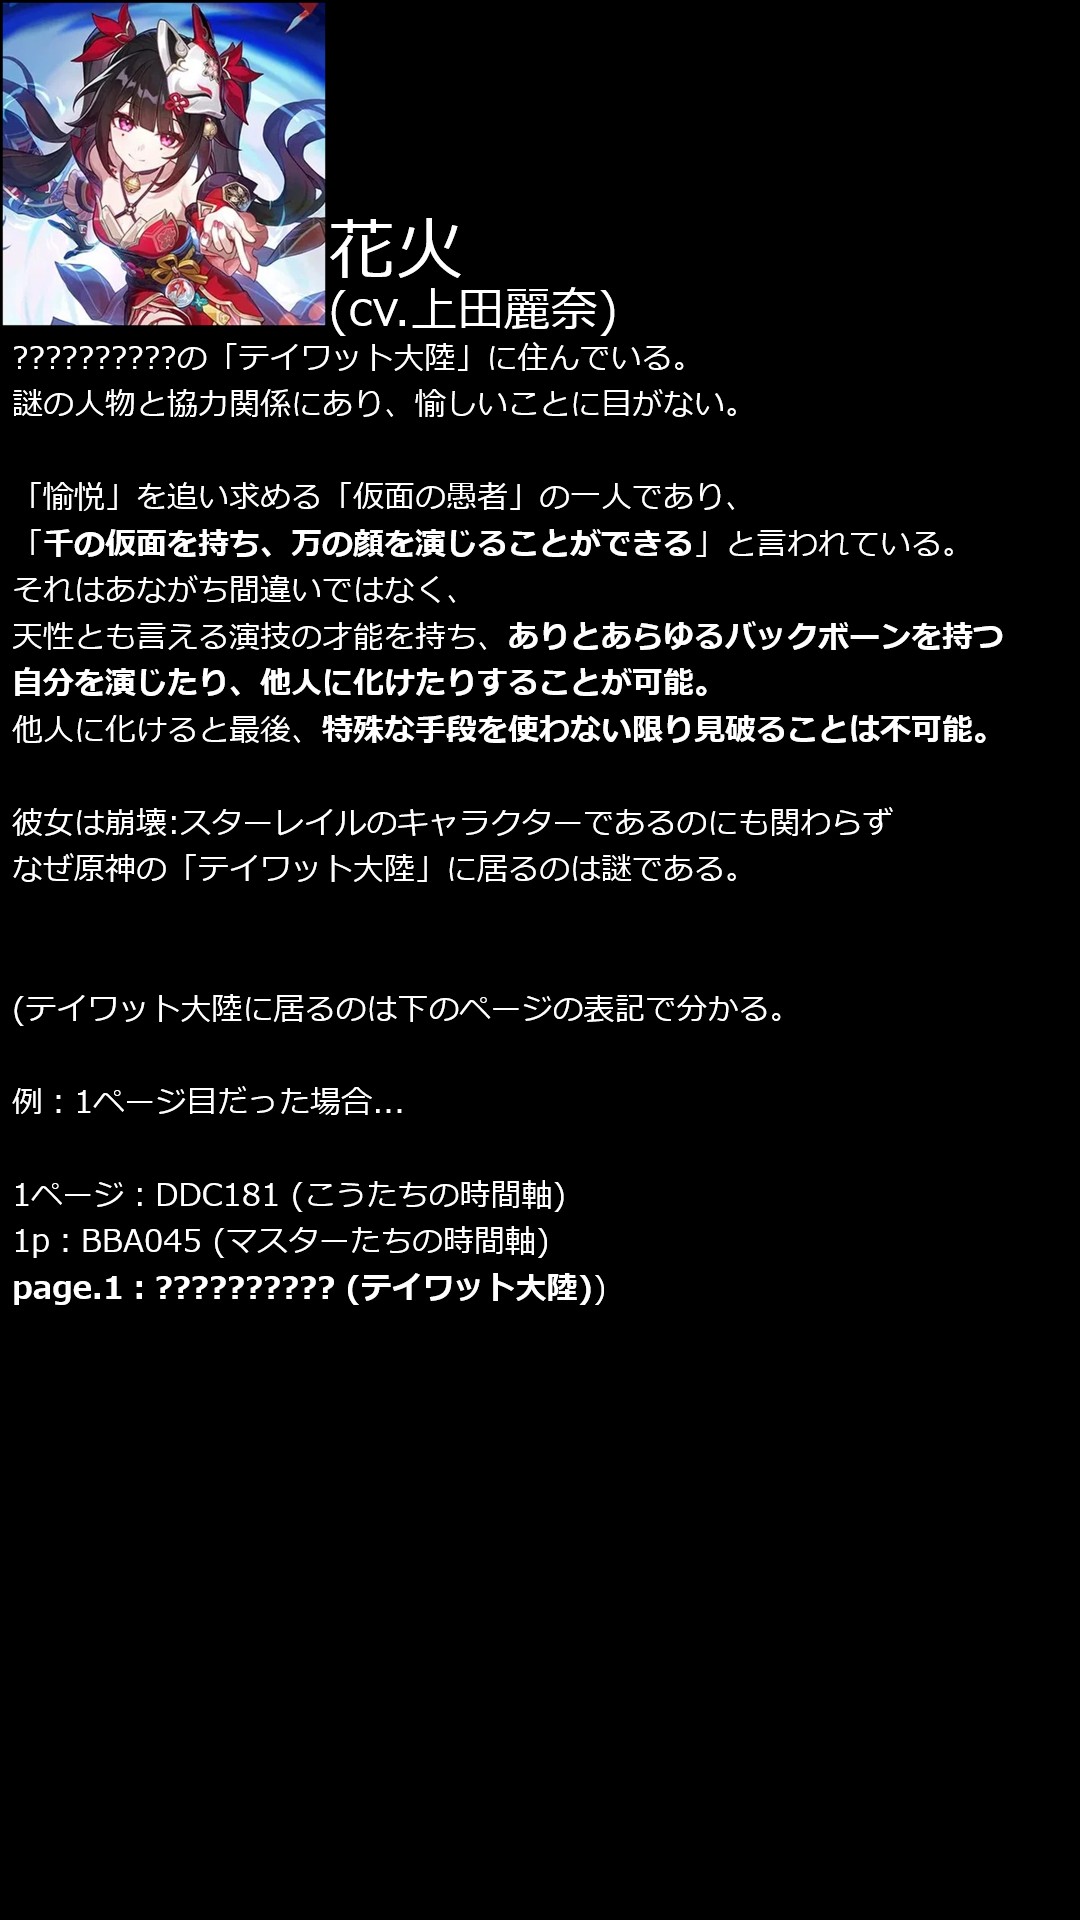 花火
(cv.上田麗奈)
??????????の「テイワット大陸」に住んでいる。
謎の人物と協力関係にあり、愉しいことに目がない。
「愉悦」を追い求める「仮面の愚者」の一人であり、
「千の仮面を持ち、万の顔を演じることができる」と言われている。
それはあながち間違いではなく、
天性とも言える演技の才能を持ち、ありとあらゆるバックボーンを持つ
自分を演じたり、他人に化けたりすることが可能。
他人に化けると最後、特殊な手段を使わない限り見破ることは不可能。
彼女は崩壊:スターレイルのキャラクターであるのにも関わらず
なぜ原神の「テイワット大陸」に居るのは謎である。
(テイワット大陸に居るのは下のページの表記で分かる。
例：1ページ目だった場合...
1ページ：DDC181 (こうたちの時間軸)
1p：BBA045 (マスターたちの時間軸)
page.1：?????????? (テイワット大陸))